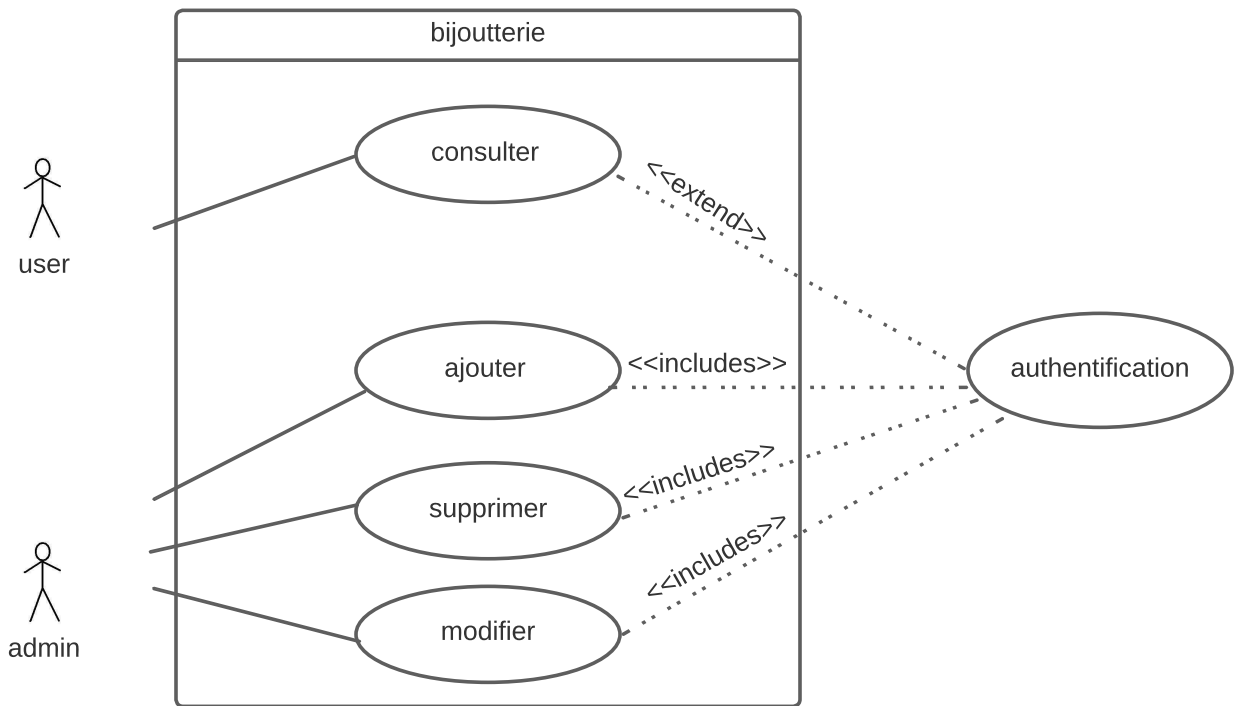 bijoutterie
consulter
<<extend>>
user
ajouter
<<includes>>
authentification
supprimer
<<includes>>
modifier
<<includes>>
admin